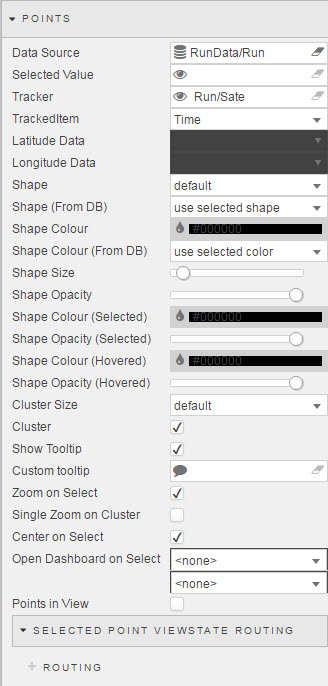 POINTS
Data Source RunData/Run
Selected Value
Tracker Run/Sate
TrackedItem Time
Latitude Data
Longitude Data
Shape default
Shape (From DB) use selected shape
Shape Colour #000000
Shape Colour (From DB) use selected color
Shape Size
Shape Opacity
Shape Colour (Selected) #000000
Shape Opacity (Selected)
Shape Colour (Hovered) #000000
Shape Opacity (Hovered)
Cluster Size default
Cluster
Show Tooltip
Custom tooltip
Zoom on Select
Single Zoom on Cluster
Center on Select
Open Dashboard on Select <none>
<none>
Points in View
SELECTED POINT VIEWSTATE ROUTING
+ ROUTING